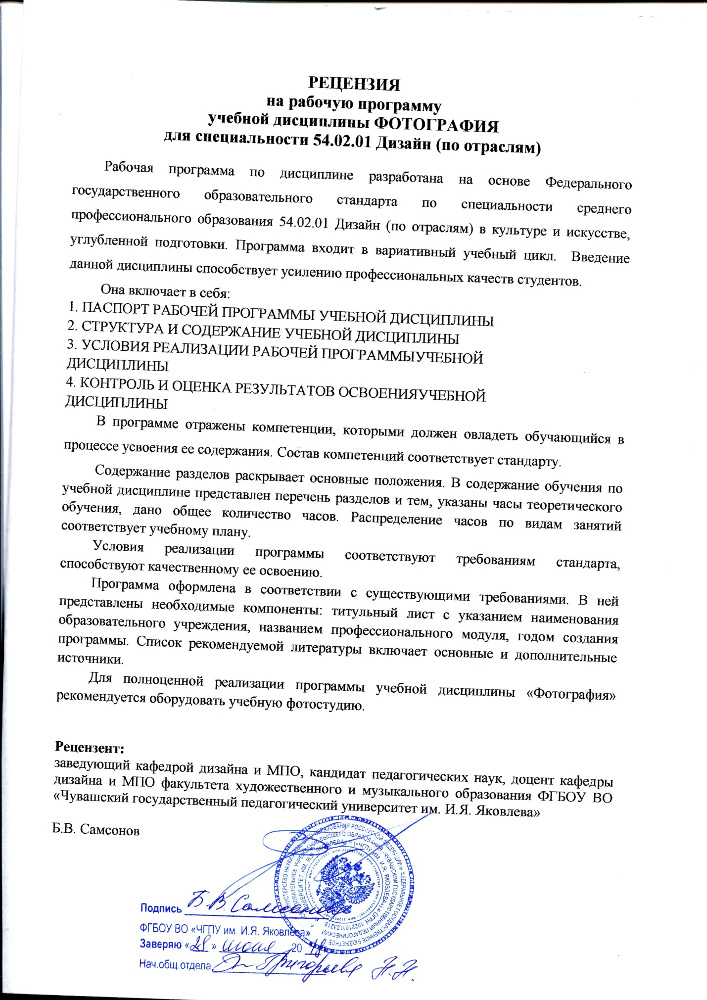 РЕЦЕНЗИЯ
на рабочую программу
учебной дисциплины ФОТОГРАФИЯ
для специальности 54.02.01 Дизайн (по отраслям)
Рабочая программа по дисциплине разработана на основе Федерального
государственного образовательного стандарта по специальности среднего
профессионального образования 54.02.01 Дизайн (по отраслям) в культуре и искусстве,
углубленной подготовки. Программа входит в вариативный учебный цикл. Введение
данной дисциплины способствует усилению профессиональных качеств студентов.
Она включает в себя:
1. ПАСПОРТ РАБОЧЕЙ ПРОГРАММЫ УЧЕБНОЙ ДИСЦИПЛИНЫ
2. СТРУКТУРА И СОДЕРЖАНИЕ УЧЕБНОЙ ДИСЦИПЛИНЫ
3. УСЛОВИЯ РЕАЛИЗАЦИИ РАБОЧЕЙ ПРОГРАММЫУЧЕБНОЙ
ДИСЦИПЛИНЫ
4. КОНТРОЛЬ И ОЦЕНКА РЕЗУЛЬТАТОВ ОСВОЕНИЯУЧЕБНОЙ
ДИСЦИПЛИНЫ
В программе отражены компетенции, которыми должен овладеть обучающийся в
процессе усвоения ее содержания. Состав компетенций соответствует стандарту.
Содержание разделов раскрывает основные положения. В содержание обучения по
учебной дисциплине представлен перечень разделов и тем, указаны часы теоретического
обучения, дано общее количество часов. Распределение часов по видам занятий
соответствует учебному плану.
Условия реализации программы соответствуют требованиям стандарта,
способствуют качественному ее освоению.
Программа оформлена в соответствии с существующими требованиями. В ней
представлены необходимые компоненты: титульный лист с указанием наименования
образовательного учреждения, названием профессионального модуля, годом создания
программы. Список рекомендуемой литературы включает основные и дополнительные
источники.
Для полноценной реализации программы учебной дисциплины «Фотография»
рекомендуется оборудовать учебную фотостудию.
Рецензент:
заведующий кафедрой дизайна и МПО, кандидат педагогических наук, доцент кафедры
дизайна и МПО факультета художественного и музыкального образования ФГБОУ ВО
«Чувашский государственный педагогический университет им. И.Я. Яковлева»
Б.В. Самсонов
Подпись Б.В. Самсонова
ФГБОУ ВО «ЧГПУ им. И.Я. Яковлева»
Заверяю «28» июня 2018
Нач.общ.отдела Григорьева Н.Н.